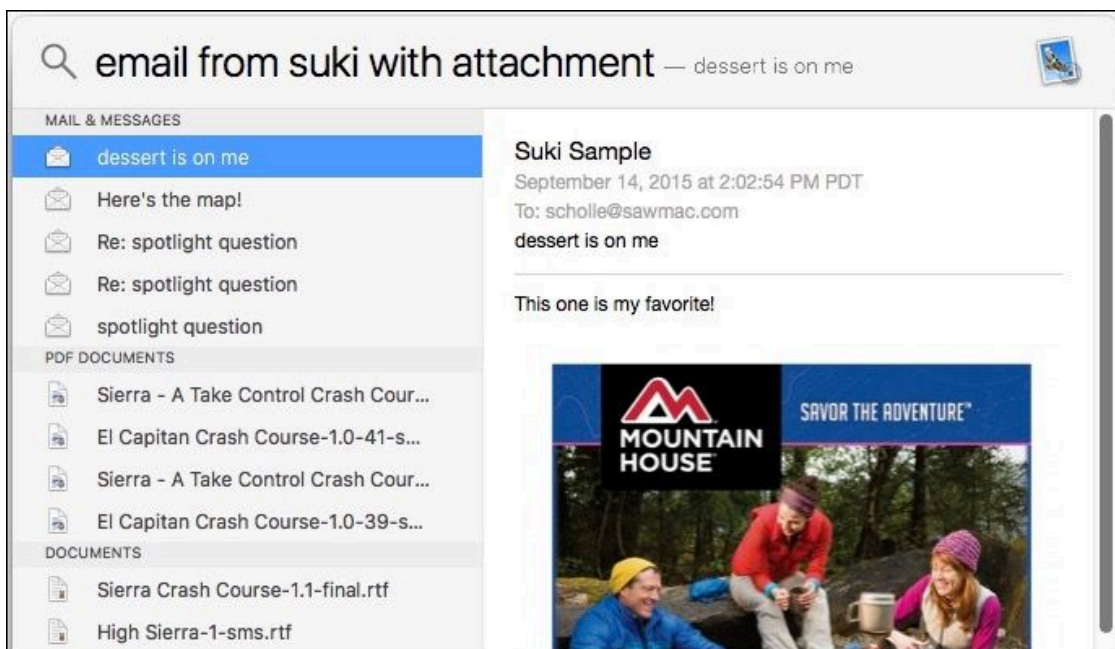 email from suki with attachment — dessert is on me
MAIL & MESSAGES
dessert is on me
Here's the map!
Re: spotlight question
Re: spotlight question
spotlight question
PDF DOCUMENTS
Sierra - A Take Control Crash Cour...
El Capitan Crash Course-1.0-41-s...
Sierra - A Take Control Crash Cour...
El Capitan Crash Course-1.0-39-s...
DOCUMENTS
Sierra Crash Course-1.1-final.rtf
High Sierra-1-sms.rtf
Suki Sample
September 14, 2015 at 2:02:54 PM PDT
To: scholle@sawmac.com
dessert is on me
This one is my favorite!
MOUNTAIN
HOUSE
SAVOR THE ADVENTURE™